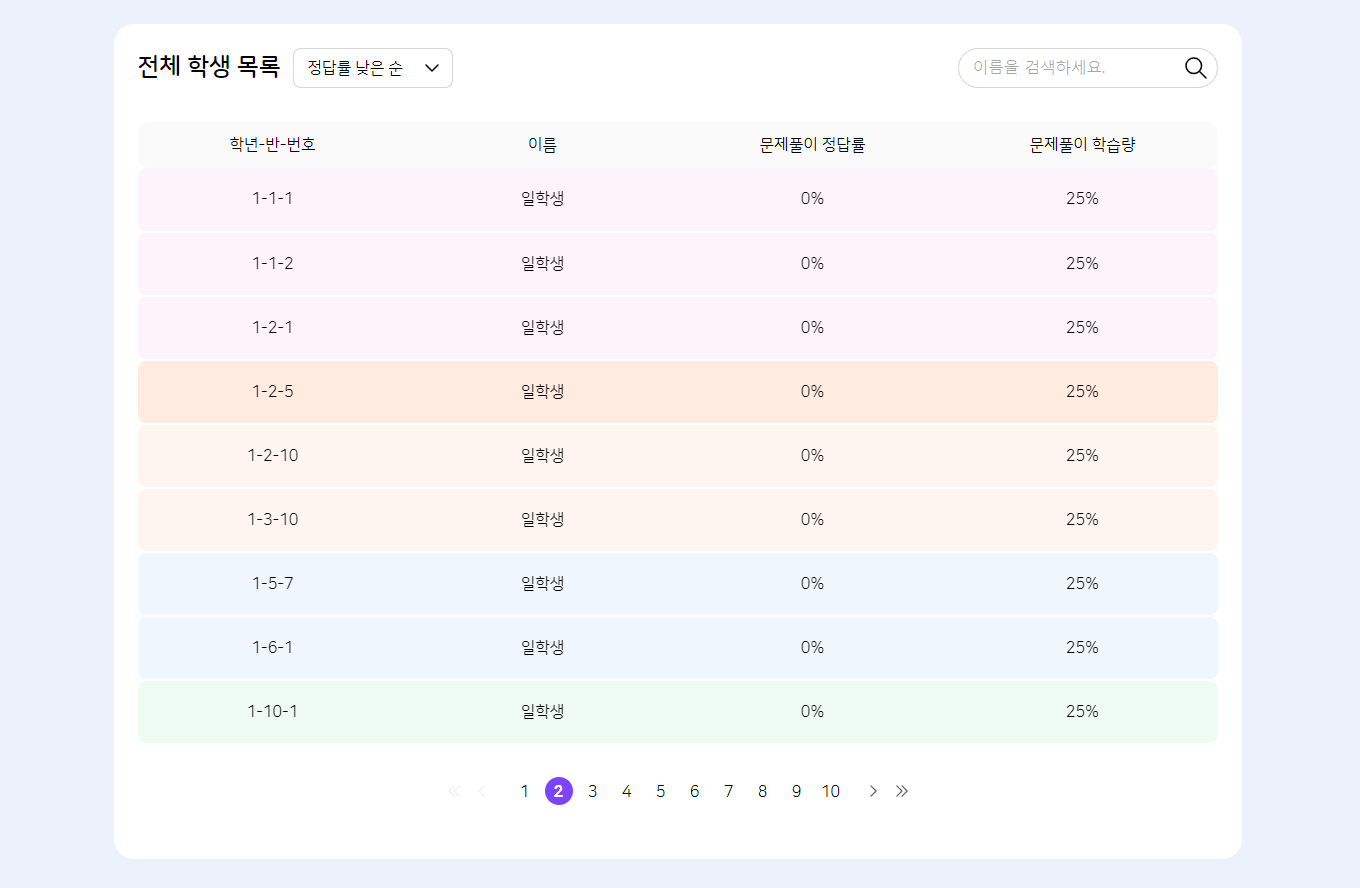 전체 학생 목록 정답률 낮은 순 이름을 검색하세요.
학년-반-번호 이름 문제풀이 정답률 문제풀이 학습량
1-1-1 일학생 0% 25%
1-1-2 일학생 0% 25%
1-2-1 일학생 0% 25%
1-2-5 일학생 0% 25%
1-2-10 일학생 0% 25%
1-3-10 일학생 0% 25%
1-5-7 일학생 0% 25%
1-6-1 일학생 0% 25%
1-10-1 일학생 0% 25%
« ‹ 1 2 3 4 5 6 7 8 9 10 › »